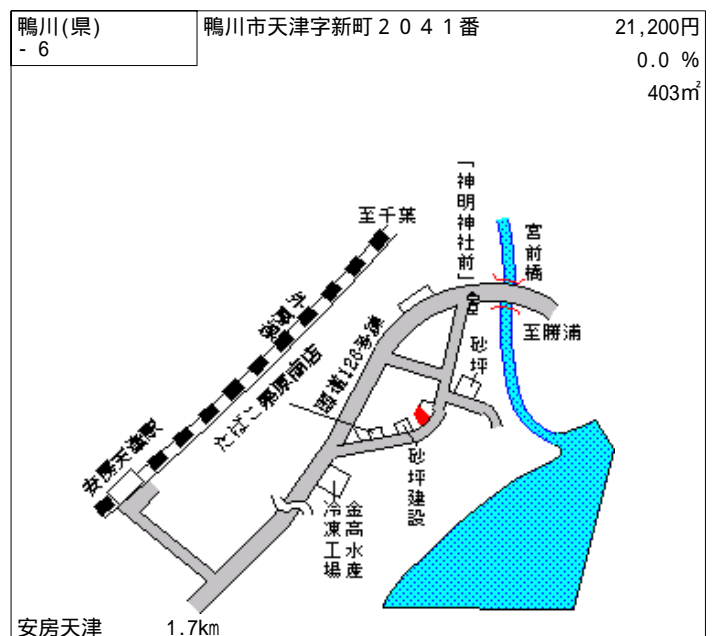 鴨川(県)
- 6
鴨川市天津字新町２０４１番
21,200円
0.0 %
403㎡
「神明神社前」
至千葉
宮前橋
外房線
至勝浦
国道128号線
砂坪
たばこ桑原商店
安房天津駅
砂坪建設
金高水産
冷凍工場
安房天津 1.7km